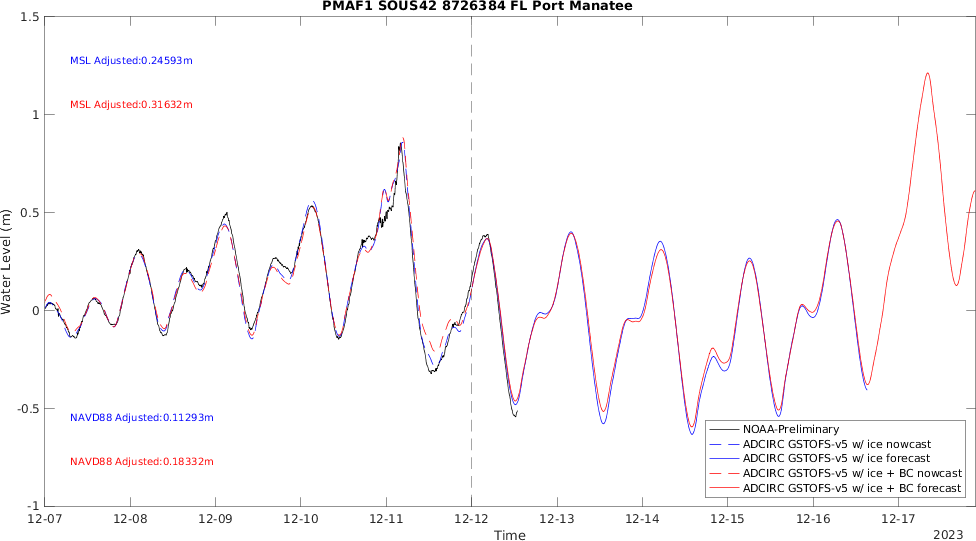 PMAF1 SOUS42 8726384 FL Port Manatee
1.5
1
0.5
0
-0.5
-1
Water Level (m)
MSL Adjusted:0.24593m
MSL Adjusted:0.31632m
NAVD88 Adjusted:0.11293m
NAVD88 Adjusted:0.18332m
NOAA-Preliminary
ADCIRC GSTOFS-v5 w/ ice nowcast
ADCIRC GSTOFS-v5 w/ ice forecast
ADCIRC GSTOFS-v5 w/ ice + BC nowcast
ADCIRC GSTOFS-v5 w/ ice + BC forecast
12-07 12-08 12-09 12-10 12-11 12-12 12-13 12-14 12-15 12-16 12-17
Time
2023